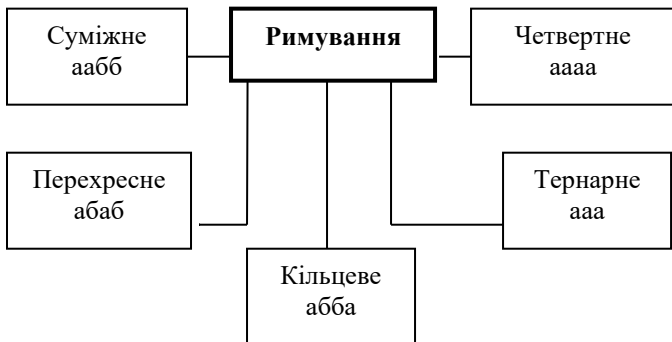 Суміжне
аабб
Римування
Четвертне
аааа
Перехресне
абаб
Тернарне
ааа
Кільцеве
абба